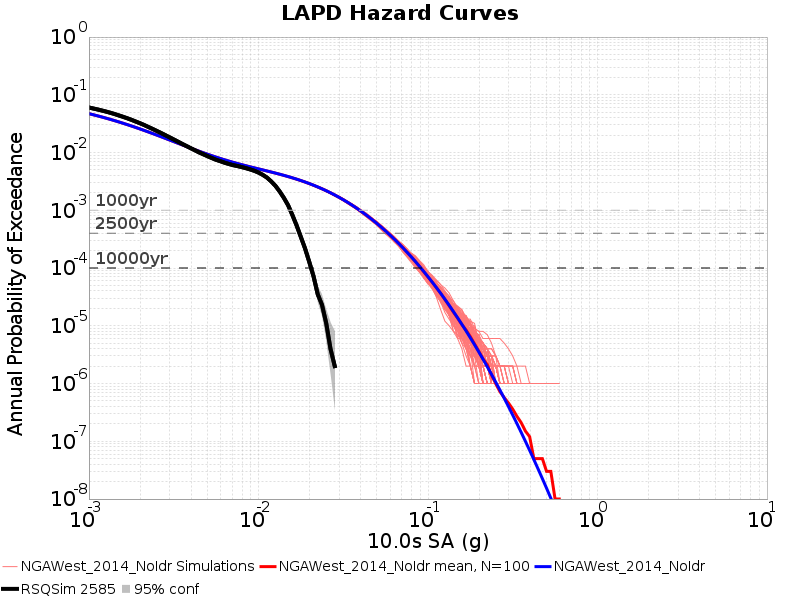 LAPD Hazard Curves
Annual Probability of Exceedance
10^0
10^-1
10^-2
10^-3
10^-4
10^-5
10^-6
10^-7
10^-8
1000yr
2500yr
10000yr
10^-3 10^-2 10^-1 10^0 10^1
10.0s SA (g)
NGAWest_2014_NoIdr Simulations NGAWest_2014_NoIdr mean, N=100 NGAWest_2014_NoIdr
RSQSim 2585 95% conf